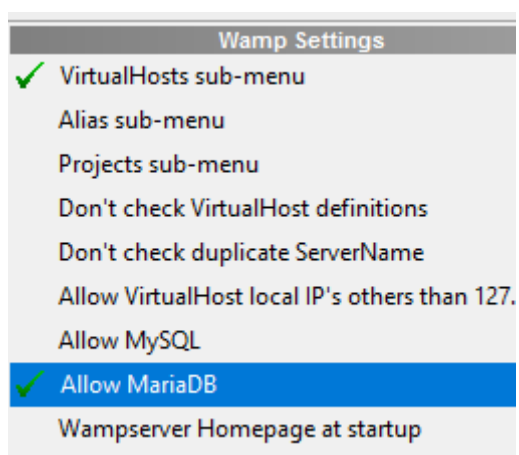 Wamp Settings
VirtualHosts sub-menu
Alias sub-menu
Projects sub-menu
Don't check VirtualHost definitions
Don't check duplicate ServerName
Allow VirtualHost local IP's others than 127.
Allow MySQL
Allow MariaDB
Wampserver Homepage at startup